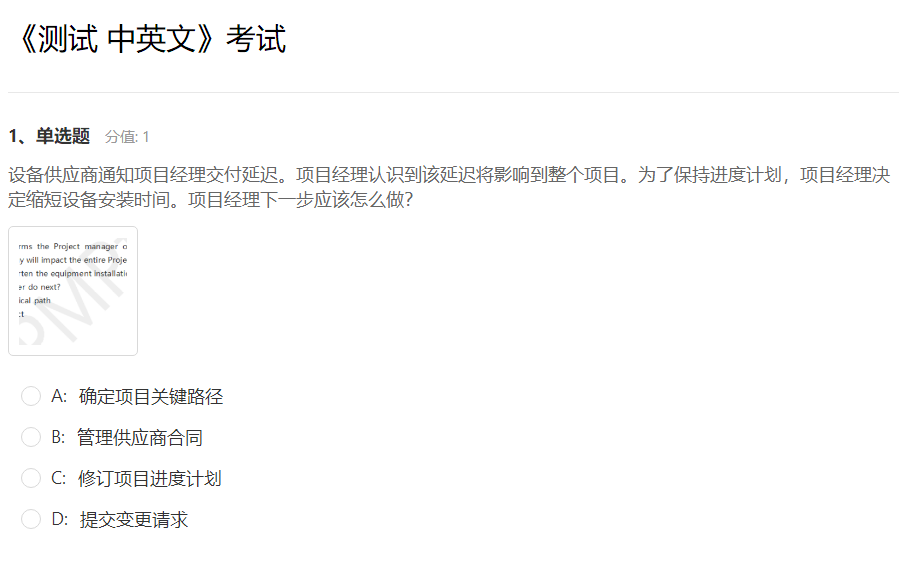 《测试 中英文》考试
1、单选题 分值: 1
设备供应商通知项目经理交付延迟。项目经理认识到该延迟将影响到整个项目。为了保持进度计划，项目经理决
定缩短设备安装时间。项目经理下一步应该怎么做?
rms the Project manager o
y will impact the entire Proje
rten the equipment installati
er do next?
ical path
ct
PMP
A: 确定项目关键路径
B: 管理供应商合同
C: 修订项目进度计划
D: 提交变更请求